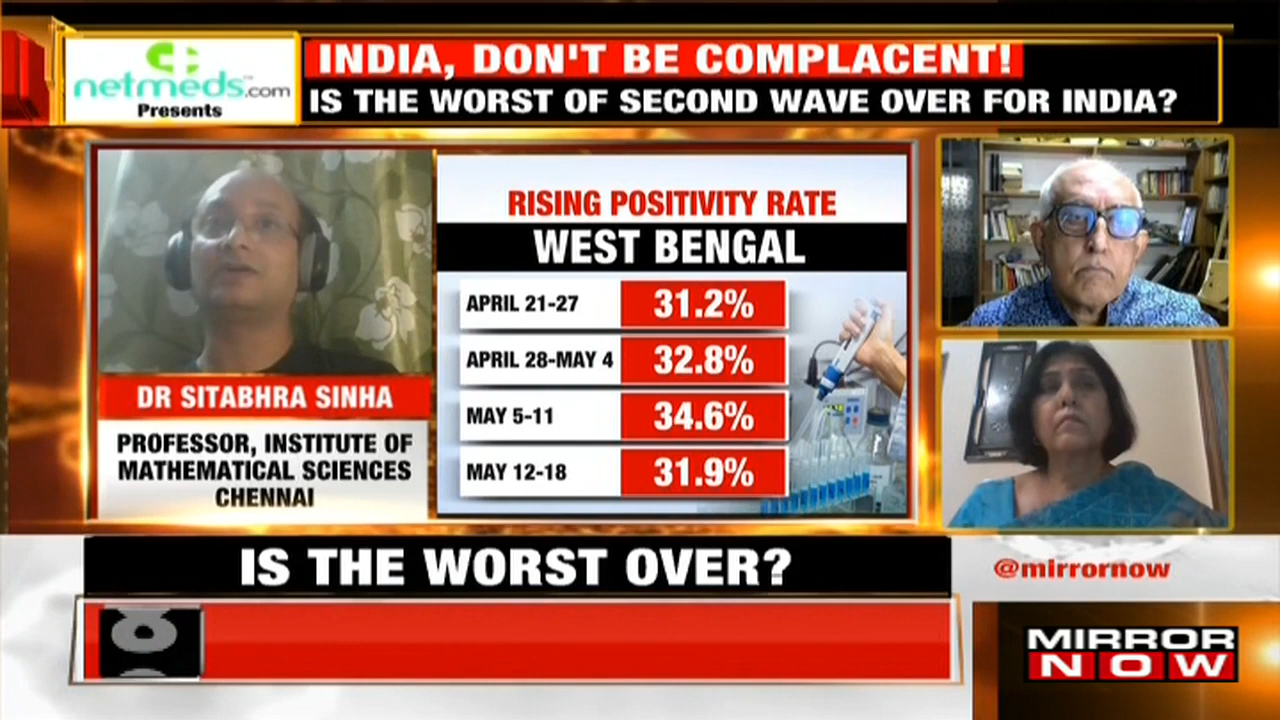 netmeds.com
Presents
INDIA, DON'T BE COMPLACENT!
IS THE WORST OF SECOND WAVE OVER FOR INDIA?
DR SITABHRA SINHA
PROFESSOR, INSTITUTE OF
MATHEMATICAL SCIENCES
CHENNAI
RISING POSITIVITY RATE
WEST BENGAL
APRIL 21-27 31.2%
APRIL 28-MAY 4 32.8%
MAY 5-11 34.6%
MAY 12-18 31.9%
IS THE WORST OVER?
@mirrornow
MIRROR
NOW